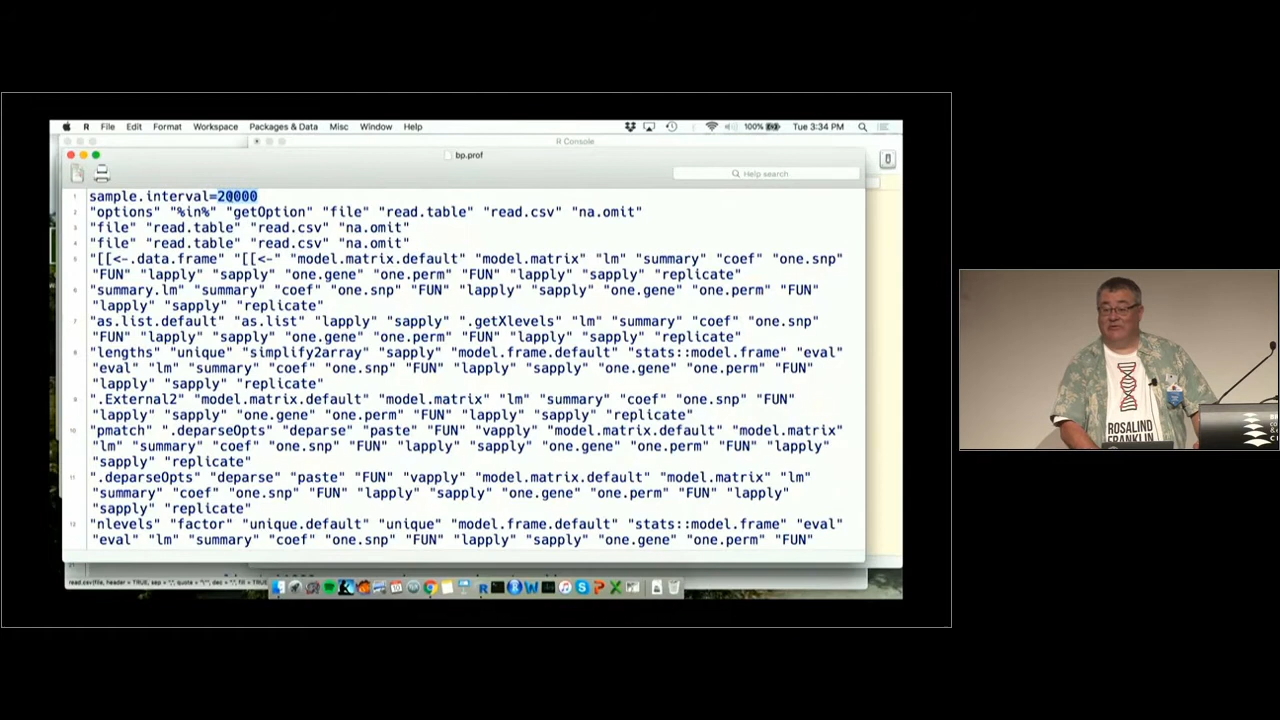 R File Edit Format Workspace Packages & Data Misc Window Help 100% Tue 3:34 PM
R Console
bp.prof
Help search
1 sample.interval=20000
2 "options" "%in%" "getOption" "file" "read.table" "read.csv" "na.omit"
3 "file" "read.table" "read.csv" "na.omit"
4 "file" "read.table" "read.csv" "na.omit"
5 "[[<-.data.frame" "[[<-" "model.matrix.default" "model.matrix" "lm" "summary" "coef" "one.snp"
"FUN" "lapply" "sapply" "one.gene" "one.perm" "FUN" "lapply" "sapply" "replicate"
6 "summary.lm" "summary" "coef" "one.snp" "FUN" "lapply" "sapply" "one.gene" "one.perm" "FUN"
"lapply" "sapply" "replicate"
7 "as.list.default" "as.list" "lapply" "sapply" ".getXlevels" "lm" "summary" "coef" "one.snp"
"FUN" "lapply" "sapply" "one.gene" "one.perm" "FUN" "lapply" "sapply" "replicate"
8 "lengths" "unique" "simplify2array" "sapply" "model.frame.default" "stats::model.frame" "eval"
"eval" "lm" "summary" "coef" "one.snp" "FUN" "lapply" "sapply" "one.gene" "one.perm" "FUN"
"lapply" "sapply" "replicate"
9 ".External2" "model.matrix.default" "model.matrix" "lm" "summary" "coef" "one.snp" "FUN"
"lapply" "sapply" "one.gene" "one.perm" "FUN" "lapply" "sapply" "replicate"
10 "pmatch" ".deparseOpts" "deparse" "paste" "FUN" "vapply" "model.matrix.default" "model.matrix"
"lm" "summary" "coef" "one.snp" "FUN" "lapply" "sapply" "one.gene" "one.perm" "FUN" "lapply"
"sapply" "replicate"
11 ".deparseOpts" "deparse" "paste" "FUN" "vapply" "model.matrix.default" "model.matrix" "lm"
"summary" "coef" "one.snp" "FUN" "lapply" "sapply" "one.gene" "one.perm" "FUN" "lapply"
"sapply" "replicate"
12 "nlevels" "factor" "unique.default" "unique" "model.frame.default" "stats::model.frame" "eval"
"eval" "lm" "summary" "coef" "one.snp" "FUN" "lapply" "sapply" "one.gene" "one.perm" "FUN"
ROSALIND
FRANKLIN